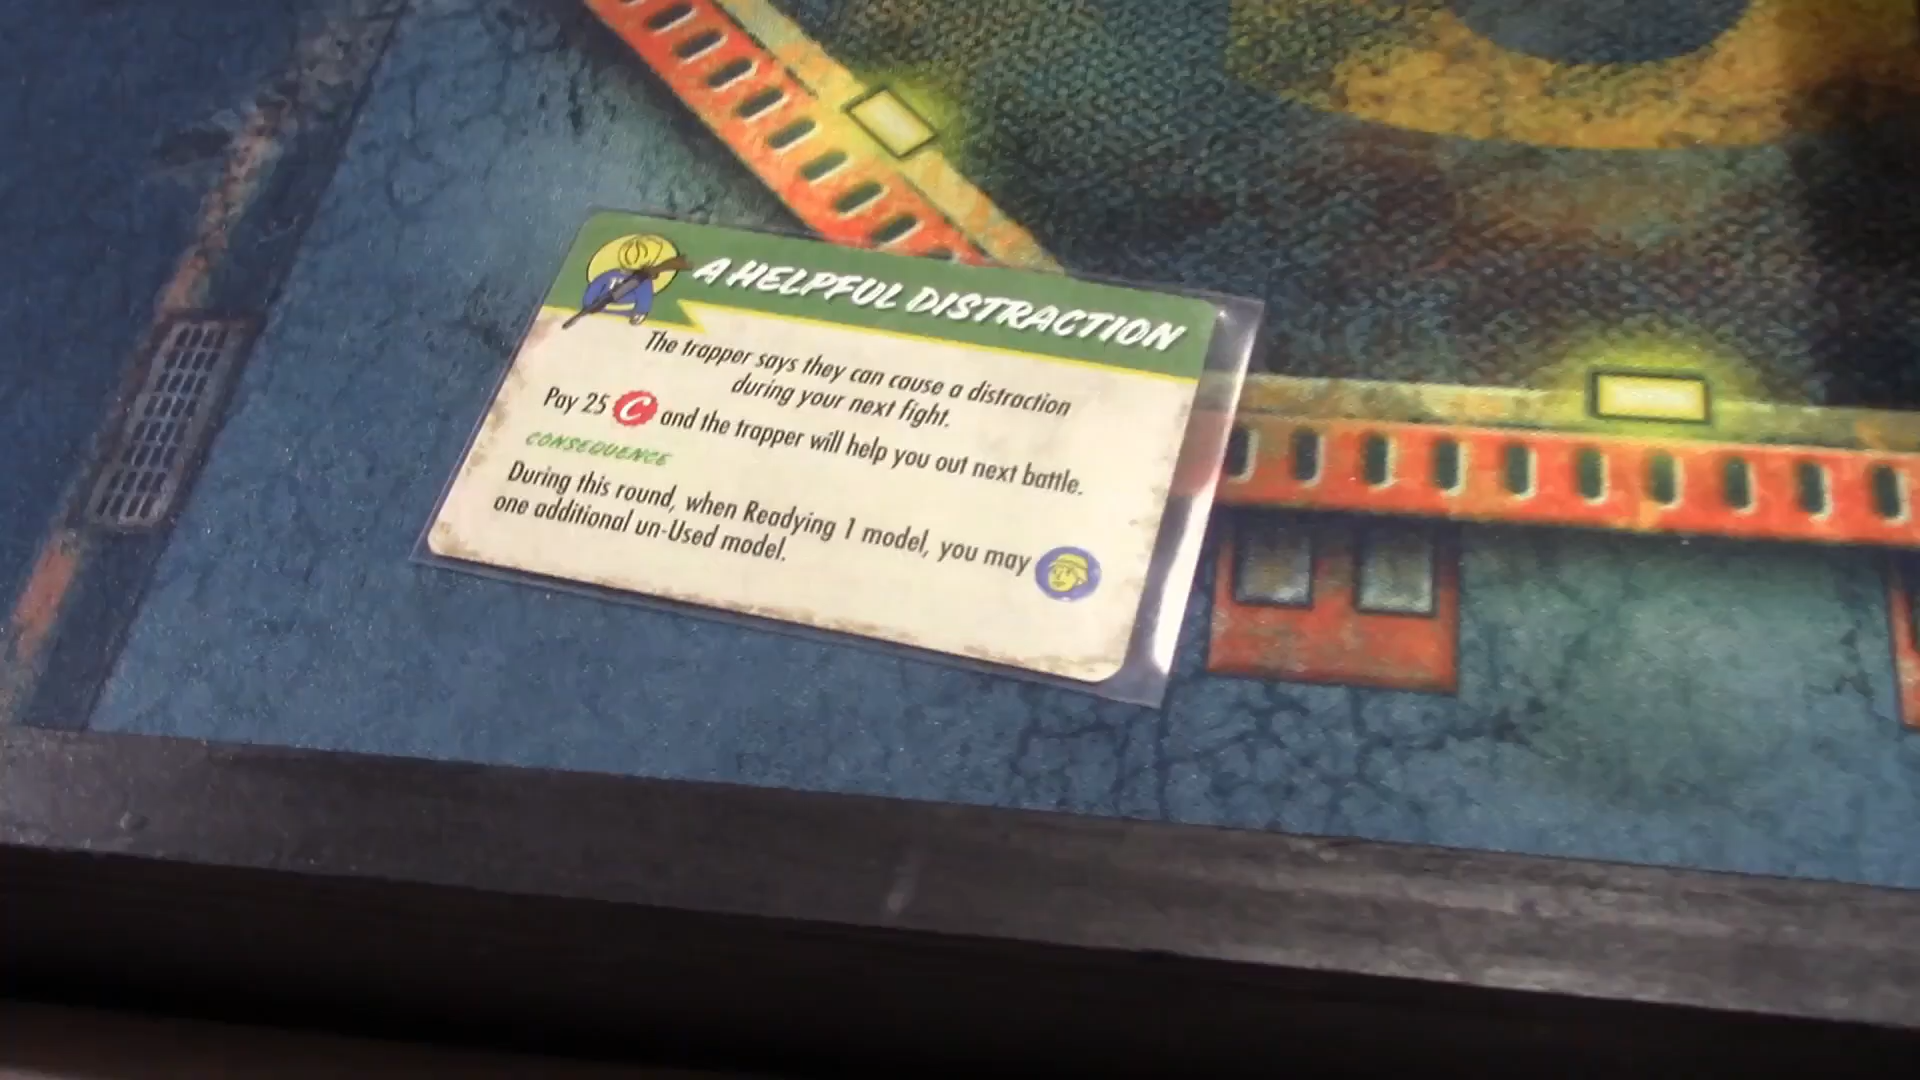 A HELPFUL DISTRACTION
The trapper says they can cause a distraction
during your next fight.
Pay 25 C and the trapper will help you out next battle.
CONSEQUENCE
During this round, when Readying 1 model, you may
one additional un-Used model.